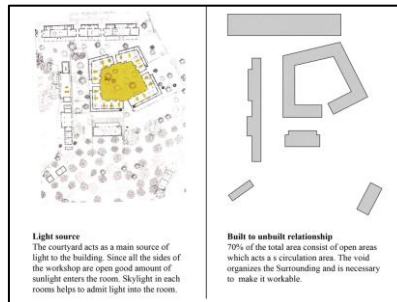 Light source
The courtyard acts as a main source of
light to the building. Since all the sides of
the workshop are open good amount of
sunlight enters the room. Skylight in each
rooms helps to admit light into the room.
Built to unbuilt relationship
70% of the total area consist of open areas
which acts a s circulation area. The void
organizes the Surrounding and is necessary
to make it workable.